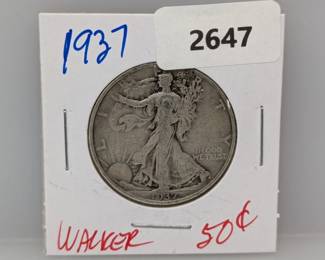 1937
2647
LIBERTY
IN GOD
WE TRUST
1937
WALKER
50¢